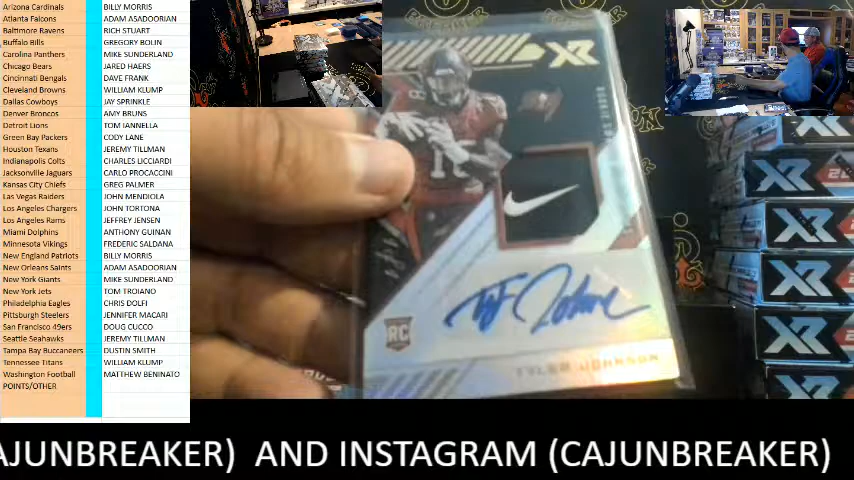 Arizona Cardinals BILLY MORRIS
Atlanta Falcons ADAM ASADOORIAN
Baltimore Ravens RICH STUART
Buffalo Bills GREGORY BOLIN
Carolina Panthers MIKE SUNDERLAND
Chicago Bears JARED HAERS
Cincinnati Bengals DAVE FRANK
Cleveland Browns WILLIAM KLUMP
Dallas Cowboys JAY SPRINKLE
Denver Broncos AMY BRUNS
Detroit Lions TOM IANNELLA
Green Bay Packers CODY LANE
Houston Texans JEREMY TILLMAN
Indianapolis Colts CHARLES LICCIARDI
Jacksonville Jaguars CARLO PROCACCINI
Kansas City Chiefs GREG PALMER
Las Vegas Raiders JOHN MENDIOLA
Los Angeles Chargers JOHN TORTONA
Los Angeles Rams JEFFREY JENSEN
Miami Dolphins ANTHONY GUINAN
Minnesota Vikings FREDERIC SALDANA
New England Patriots BILLY MORRIS
New Orleans Saints ADAM ASADOORIAN
New York Giants MIKE SUNDERLAND
New York Jets TOM TROIANO
Philadelphia Eagles CHRIS DOLFI
Pittsburgh Steelers JENNIFER MACARI
San Francisco 49ers DOUG CUCCO
Seattle Seahawks JEREMY TILLMAN
Tampa Bay Buccaneers DUSTIN SMITH
Tennessee Titans WILLIAM KLUMP
Washington Football MATTHEW BENINATO
POINTS/OTHER
XR
RC
TYLER JOHNSON
XR
XR
XR
XR
AJUNBREAKER) AND INSTAGRAM (CAJUNBREAKER)